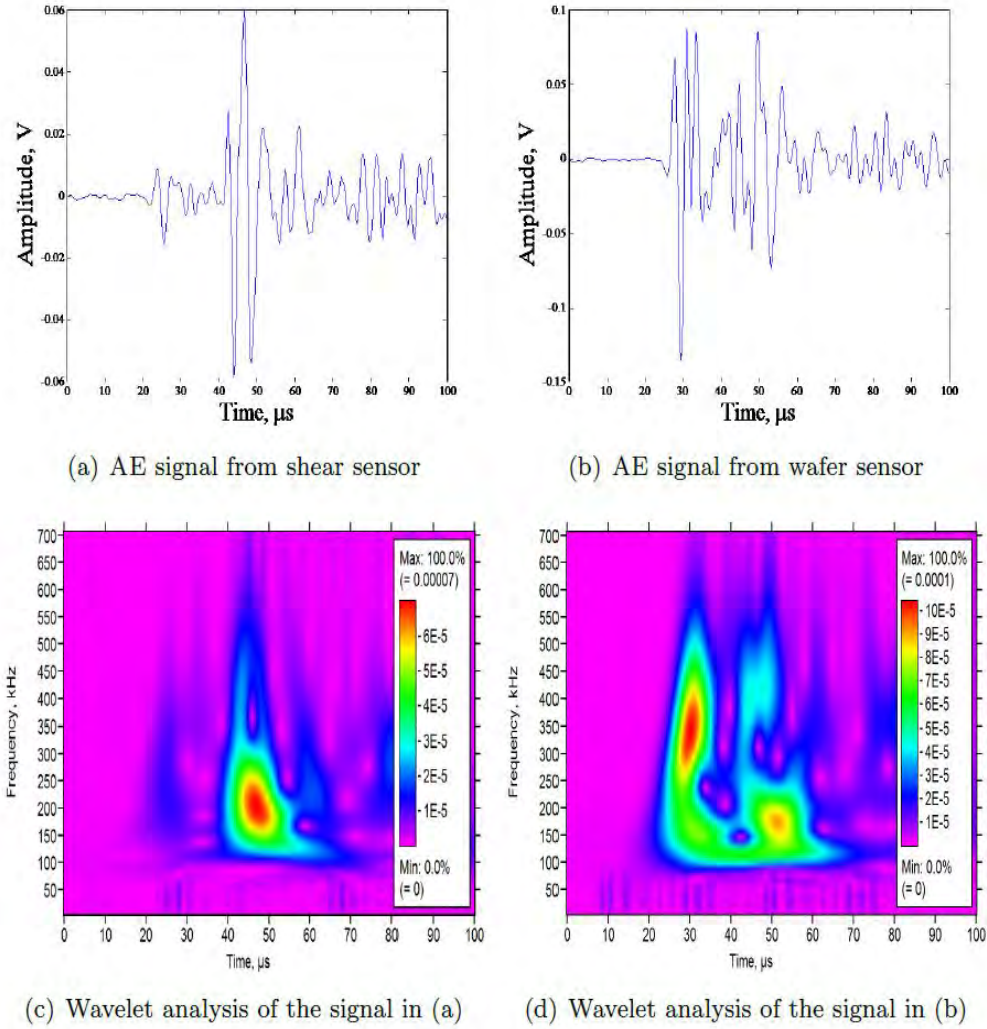 0.06
0.04
0.02
0
-0.02
-0.04
-0.06
Amplitude, V
0 10 20 30 40 50 60 70 80 90 100
Time, μs
(a) AE signal from shear sensor
0.1
0.05
0
-0.05
-0.1
-0.15
Amplitude, V
0 10 20 30 40 50 60 70 80 90 100
Time, μs
(b) AE signal from wafer sensor
700
650
600
550
500
450
400
350
300
250
200
150
100
50
Frequency, kHz
Max: 100.0%
(= 0.00007)
6E-5
5E-5
4E-5
3E-5
2E-5
1E-5
Min: 0.0%
(= 0)
0 10 20 30 40 50 60 70 80 90 100
Time, μs
(c) Wavelet analysis of the signal in (a)
700
650
600
550
500
450
400
350
300
250
200
150
100
50
Frequency, kHz
Max: 100.0%
(= 0.0001)
10E-5
9E-5
8E-5
7E-5
6E-5
5E-5
4E-5
3E-5
2E-5
1E-5
Min: 0.0%
(= 0)
0 10 20 30 40 50 60 70 80 90 100
Time, μs
(d) Wavelet analysis of the signal in (b)